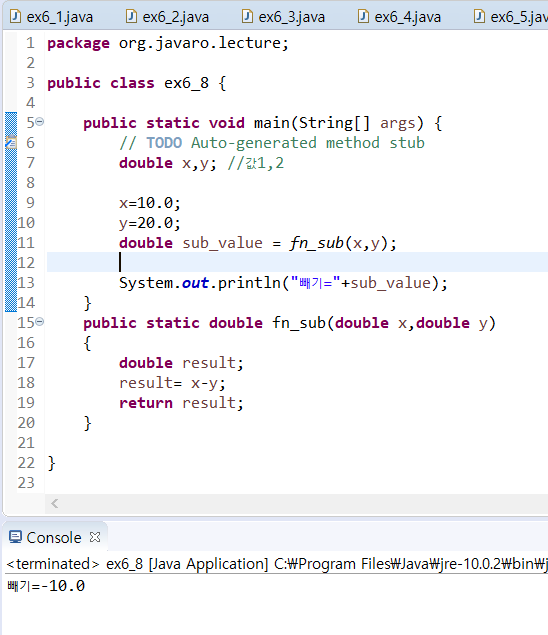 ex6_1.java ex6_2.java ex6_3.java ex6_4.java ex6_5.jav
1 package org.javaro.lecture;
2
3 public class ex6_8 {
4
5 public static void main(String[] args) {
6 // TODO Auto-generated method stub
7 double x,y; //값1,2
8
9 x=10.0;
10 y=20.0;
11 double sub_value = fn_sub(x,y);
12
13 System.out.println("빼기="+sub_value);
14 }
15 public static double fn_sub(double x,double y)
16 {
17 double result;
18 result= x-y;
19 return result;
20 }
21
22 }
23
Console
<terminated> ex6_8 [Java Application] C:₩Program Files₩Java₩jre-10.0.2₩bin₩j
빼기=-10.0